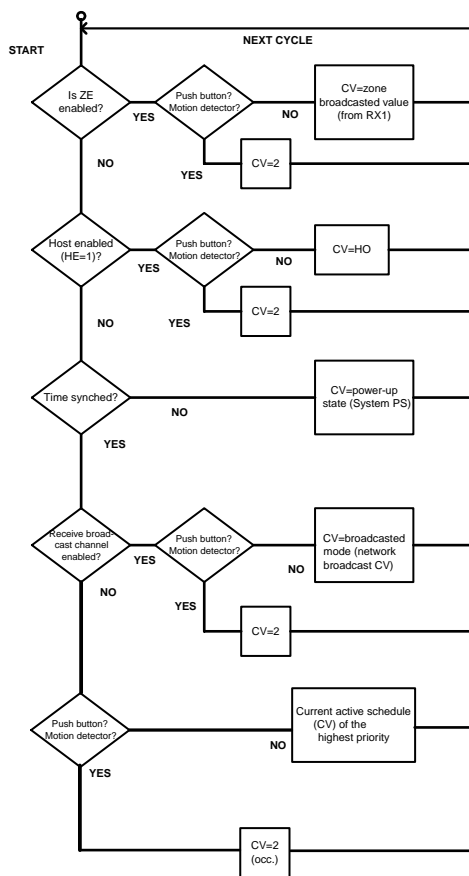 START
NEXT CYCLE
Is ZE
enabled?
YES
Push button?
Motion detector?
NO
CV=zone
broadcasted value
(from RX1)
NO
YES
CV=2
Host enabled
(HE=1)?
YES
Push button?
Motion detector?
NO
CV=HO
NO
YES
CV=2
Time synched?
NO
CV=power-up
state (System PS)
YES
Receive broad-
cast channel
enabled?
YES
Push button?
Motion detector?
NO
CV=broadcasted
mode (network
broadcast CV)
NO
YES
CV=2
Push button?
Motion detector?
NO
Current active schedule
(CV) of the
highest priority
YES
CV=2
(occ.)